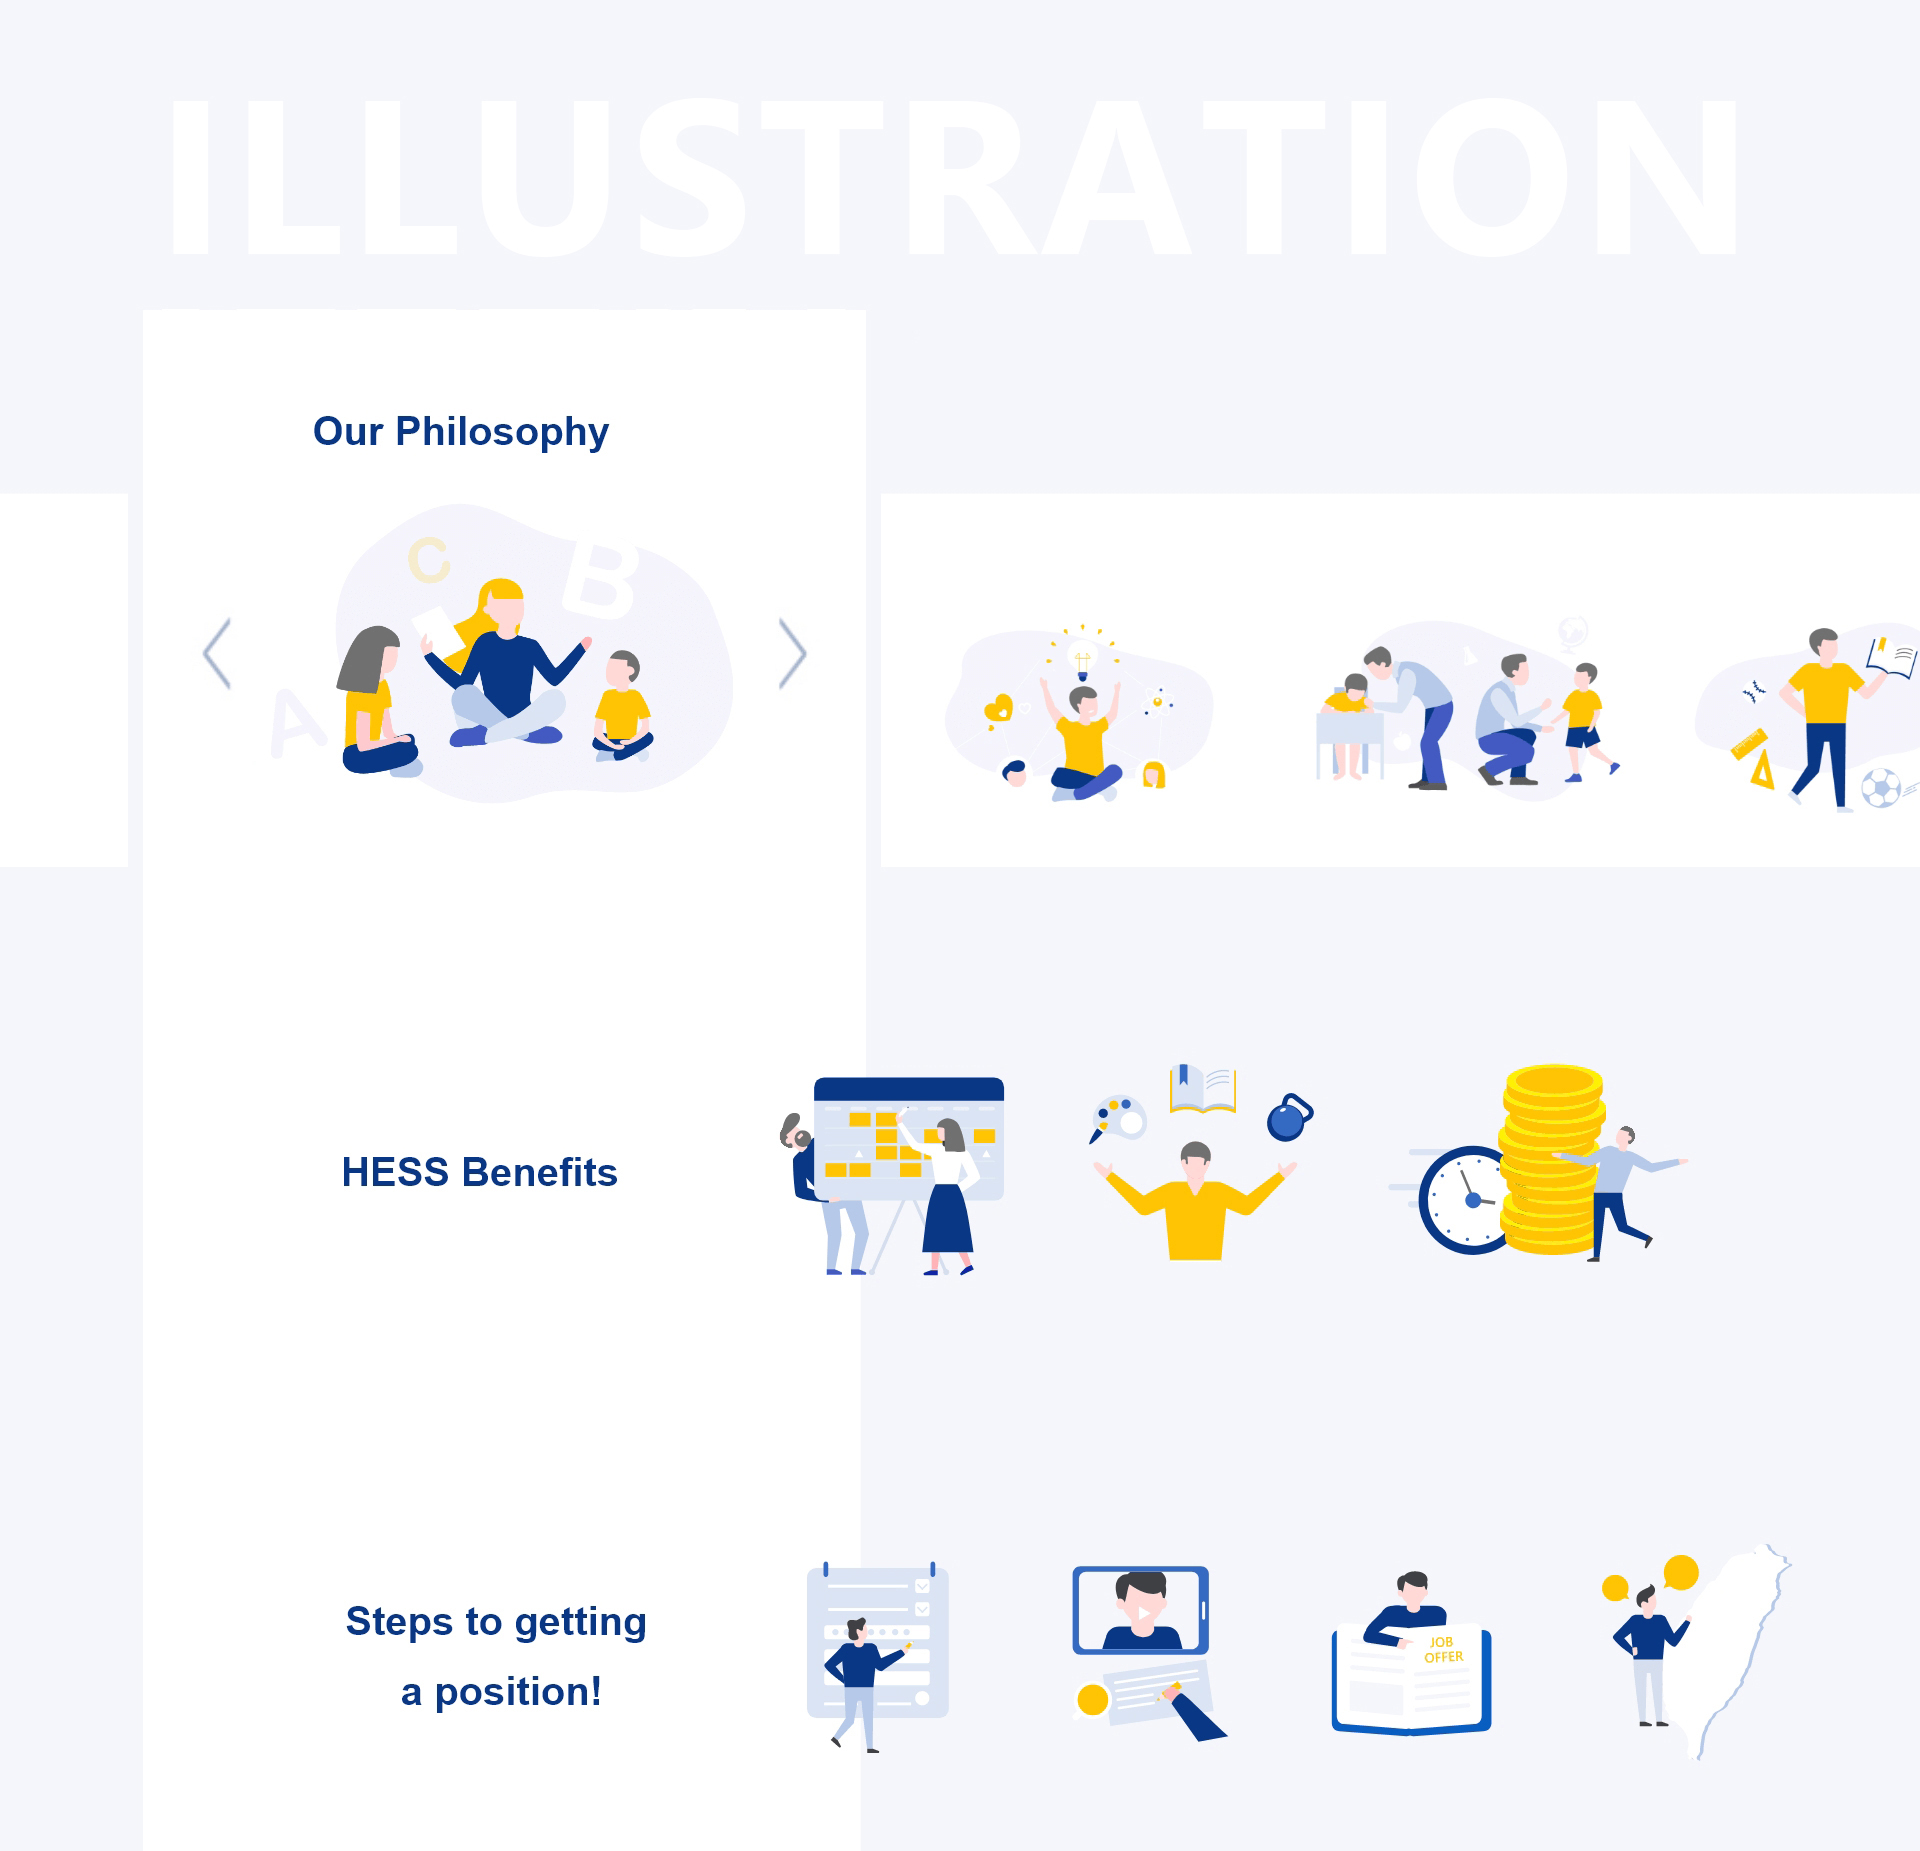 ILLUSTRATION
Our Philosophy
C
B
A
HESS Benefits
Steps to getting
a position!
JOB
OFFER